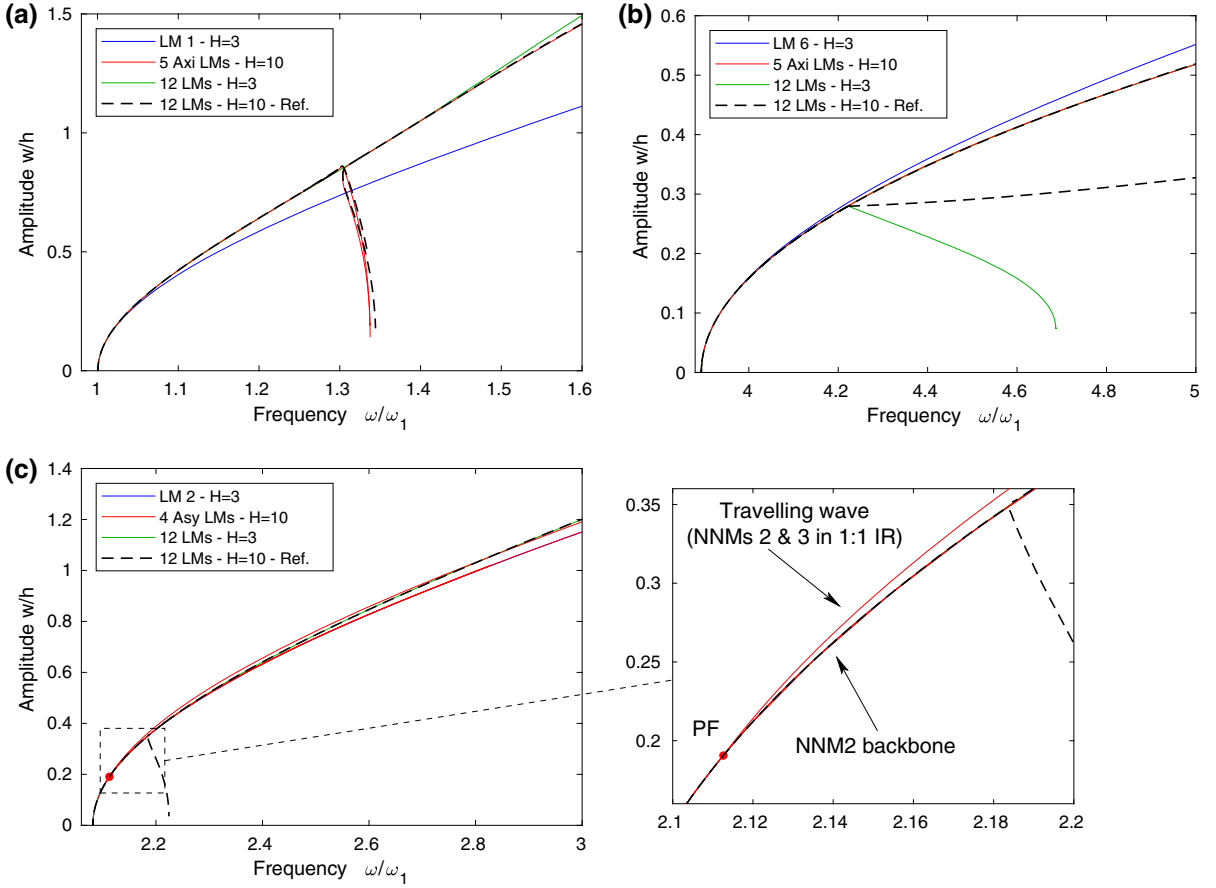 (a)
1.5
1
0.5
0
Amplitude w/h
LM 1 - H=3
5 Axi LMs - H=10
12 LMs - H=3
12 LMs - H=10 - Ref.
1
1.1
1.2
1.3
1.4
1.5
1.6
Frequency ω/ω1
(b)
0.6
0.5
0.4
0.3
0.2
0.1
0
Amplitude w/h
LM 6 - H=3
5 Axi LMs - H=10
12 LMs - H=3
12 LMs - H=10 - Ref.
4
4.2
4.4
4.6
4.8
5
Frequency ω/ω1
(c)
1.4
1.2
1
0.8
0.6
0.4
0.2
0
Amplitude w/h
LM 2 - H=3
4 Asy LMs - H=10
12 LMs - H=3
12 LMs - H=10 - Ref.
2.2
2.4
2.6
2.8
3
Frequency ω/ω1
0.35
0.3
0.25
0.2
Travelling wave
(NNMs 2 & 3 in 1:1 IR)
PF
NNM2 backbone
2.1
2.12
2.14
2.16
2.18
2.2